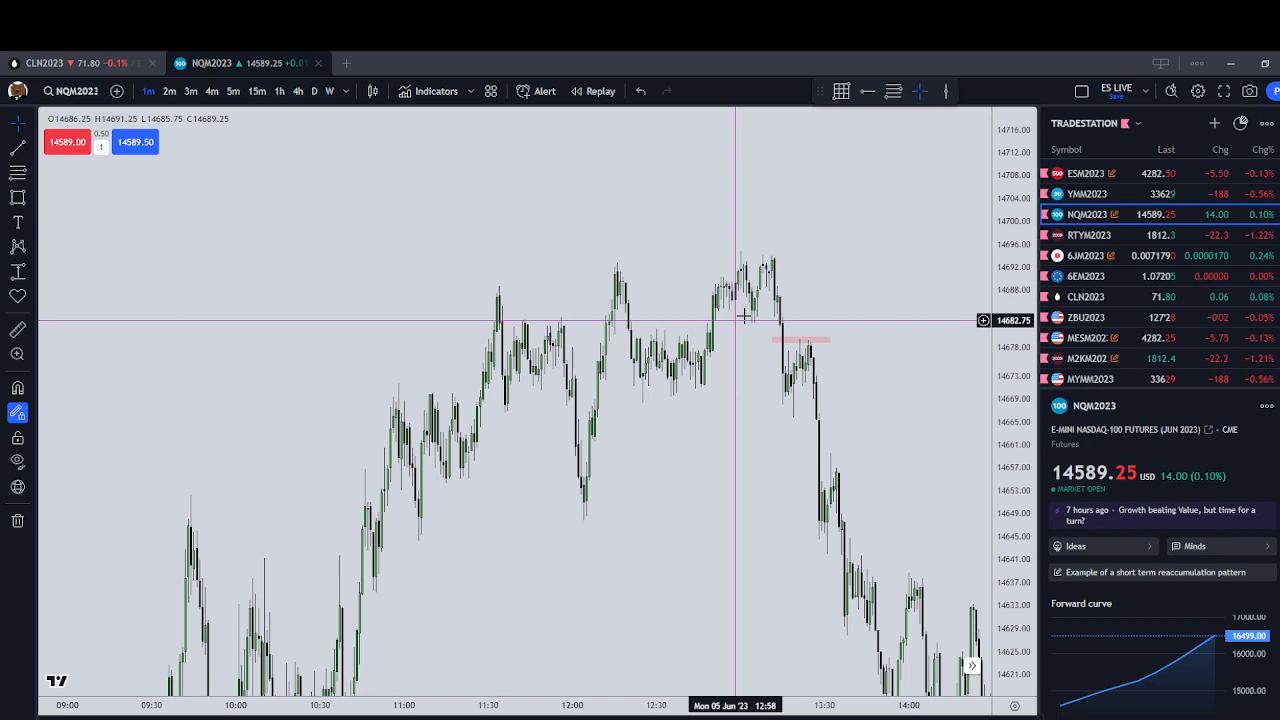 CLN2023 ▼ 71.80 -0.1%
NQM2023 ▲ 14589.25 +0.0
NQM2023 1m 2m 3m 4m 5m 15m 1h 4h D W Indicators Alert Replay ES LIVE
Save
O14686.25 H14691.25 L14685.75 C14689.25
14589.00 0.50 14589.50
1
14716.00
14712.00
14708.00
14704.00
14700.00
14696.00
14692.00
14688.00
14682.75
14678.00
14673.00
14669.00
14665.00
14661.00
14657.00
14653.00
14649.00
14645.00
14641.00
14637.00
14633.00
14629.00
14625.00
14621.00
09:00 09:30 10:00 10:30 11:00 11:30 12:00 12:30 Mon 05 Jun '23 12:58 13:30 14:00
TRADESTATION
Symbol Last Chg Chg%
ESM2023 4282.50 -5.50 -0.13%
YMM2023 33629 -188 -0.56%
NQM2023 14589.25 14.00 0.10%
RTYM2023 1812.3 -22.3 -1.22%
6JM2023 0.0071790 0.0000170 0.24%
6EM2023 1.07205 0.00000 0.00%
CLN2023 71.80 0.06 0.08%
ZBU2023 127'28 -0'02 -0.05%
MESM202 4282.25 -5.75 -0.13%
M2KM202 1812.4 -22.2 -1.21%
MYMM2023 33629 -188 -0.56%
100 NQM2023
E-MINI NASDAQ-100 FUTURES (JUN 2023) • CME
Futures
14589.25 USD 14.00 (0.10%)
MARKET OPEN
7 hours ago • Growth beating Value, but time for a
turn?
Ideas Minds
Example of a short term reaccumulation pattern
Forward curve
17000.00
16499.00
16000.00
15000.00